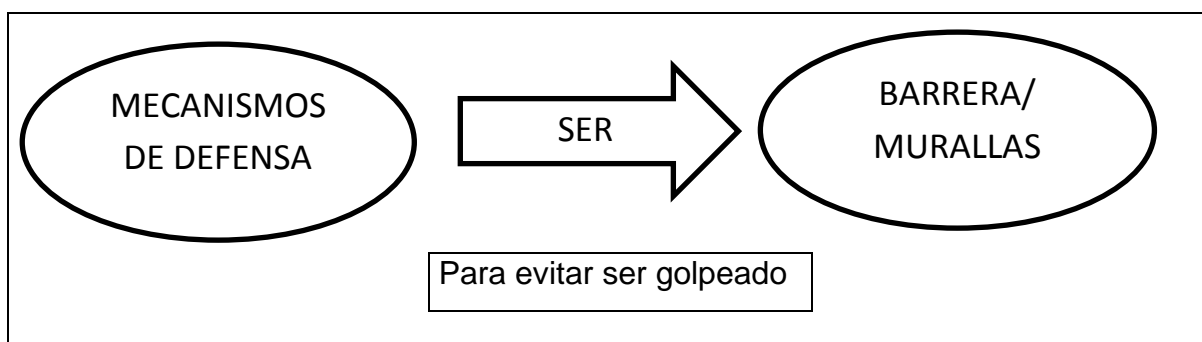 MECANISMOS
DE DEFENSA
SER
BARRERA/
MURALLAS
Para evitar ser golpeado